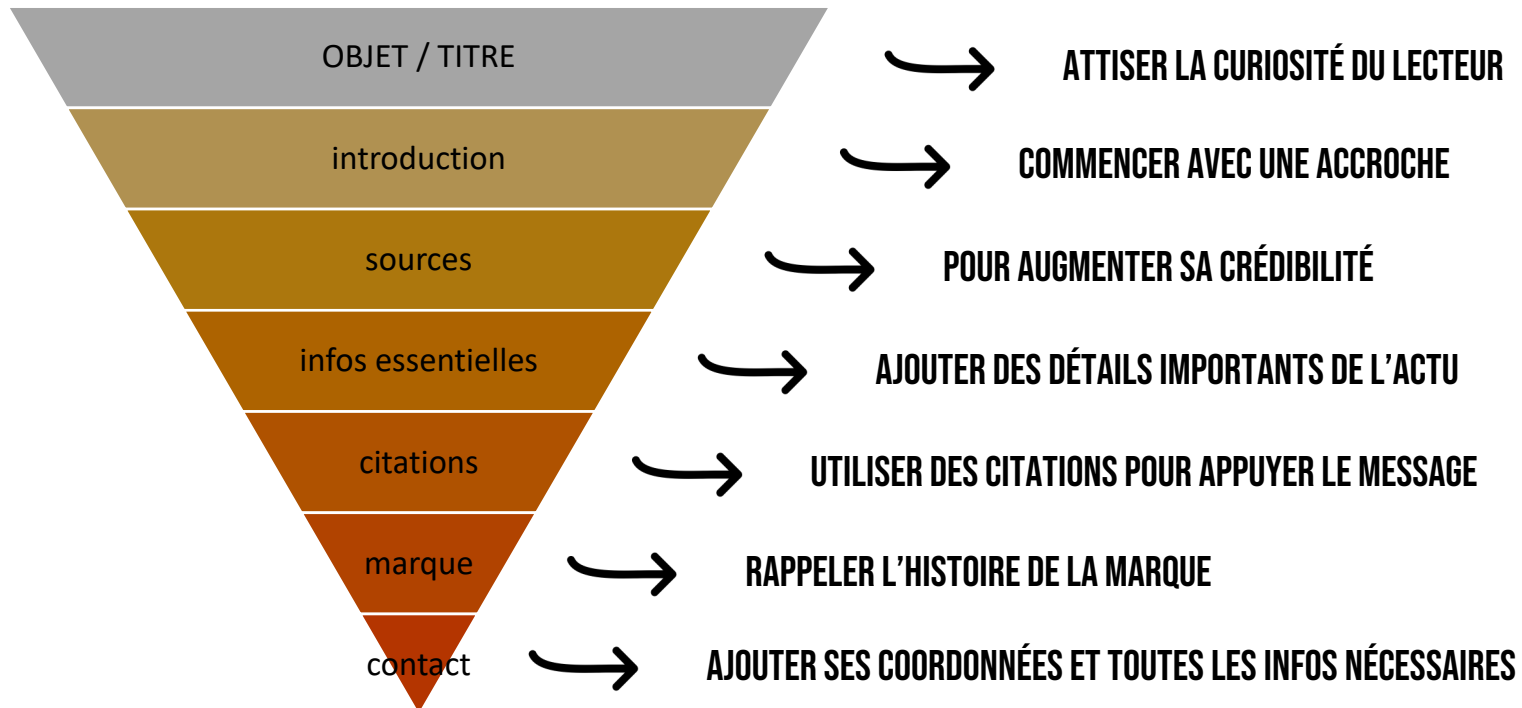 OBJET / TITRE
ATTISER LA CURIOSITÉ DU LECTEUR
introduction
COMMENCER AVEC UNE ACCROCHE
sources
POUR AUGMENTER SA CRÉDIBILITÉ
infos essentielles
AJOUTER DES DÉTAILS IMPORTANTS DE L'ACTU
citations
UTILISER DES CITATIONS POUR APPUYER LE MESSAGE
marque
RAPPELER L'HISTOIRE DE LA MARQUE
contact
AJOUTER SES COORDONNÉES ET TOUTES LES INFOS NÉCESSAIRES